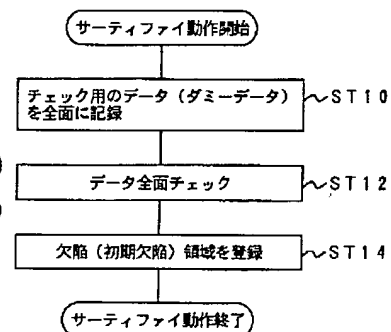 サーティファイ動作開始
チェック用のデータ（ダミーデータ）
を全面に記録
ST10
データ全面チェック
ST12
欠陥（初期欠陥）領域を登録
ST14
サーティファイ動作終了